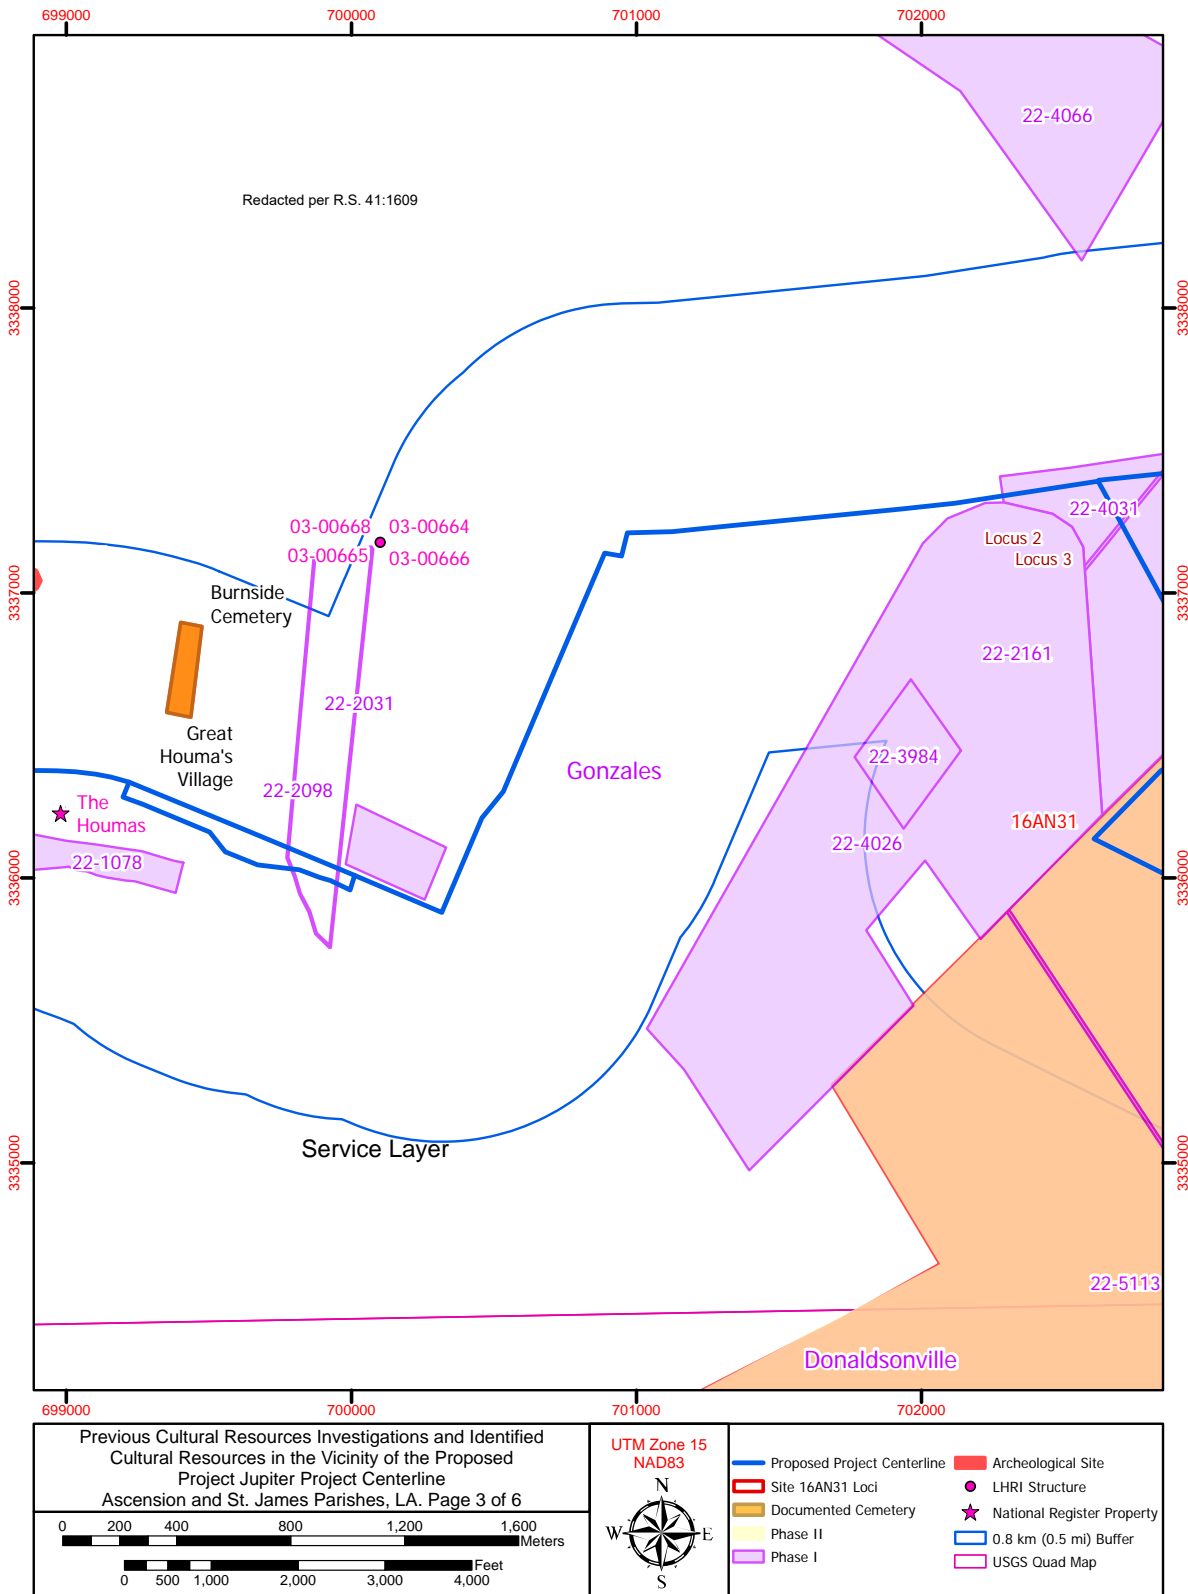 699000
700000
701000
702000
22-4066
Redacted per R.S. 41:1609
3338000
3338000
03-00668
03-00664
03-00665
03-00666
22-4031
Locus 2
Locus 3
3337000
3337000
Burnside
Cemetery
22-2161
22-2031
Great
Houma's
Village
22-3984
Gonzales
22-2098
The
Houmas
16AN31
22-4026
22-1078
3336000
3336000
Service Layer
3335000
3335000
22-5113
Donaldsonville
699000
700000
701000
702000
Previous Cultural Resources Investigations and Identified
Cultural Resources in the Vicinity of the Proposed
Project Jupiter Project Centerline
Ascension and St. James Parishes, LA. Page 3 of 6
0 200 400 800 1,200 1,600
Meters
Feet
0 500 1,000 2,000 3,000 4,000
UTM Zone 15
NAD83
N
W E
S
Proposed Project Centerline
Site 16AN31 Loci
Documented Cemetery
Phase II
Phase I
Archeological Site
LHRI Structure
National Register Property
0.8 km (0.5 mi) Buffer
USGS Quad Map